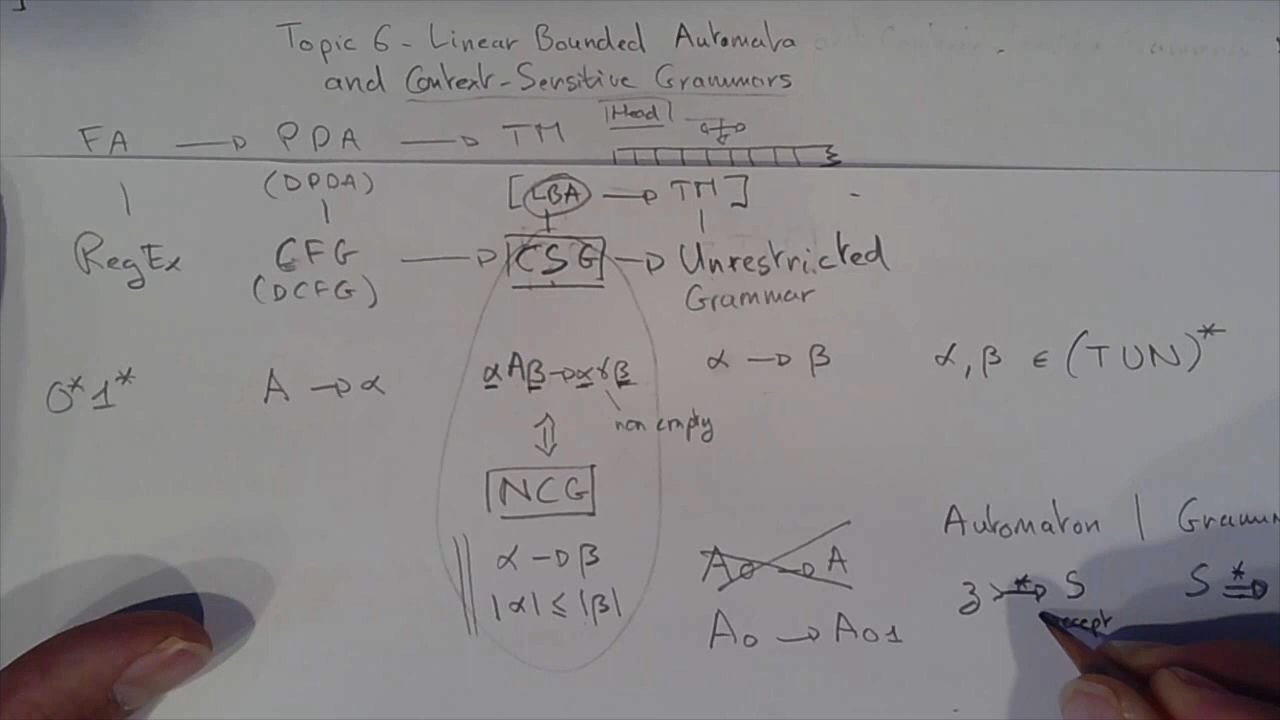 Topic 6 - Linear Bounded Automata
and Context-Sensitive Grammars
FA → PDA → TM |Head|
(DPDA) [LBA → TM]
RegEx CFG → CSG → Unrestricted
(DCFG) Grammar
0*1* A → α αAβ → αγβ α → β α, β ∈ (TUN)*
non empty
⇕
NCG
Automaton | Gramm
α → β A0 → A
z ⇒* S S ⇒*
|α| ≤ |β| A0 → A01